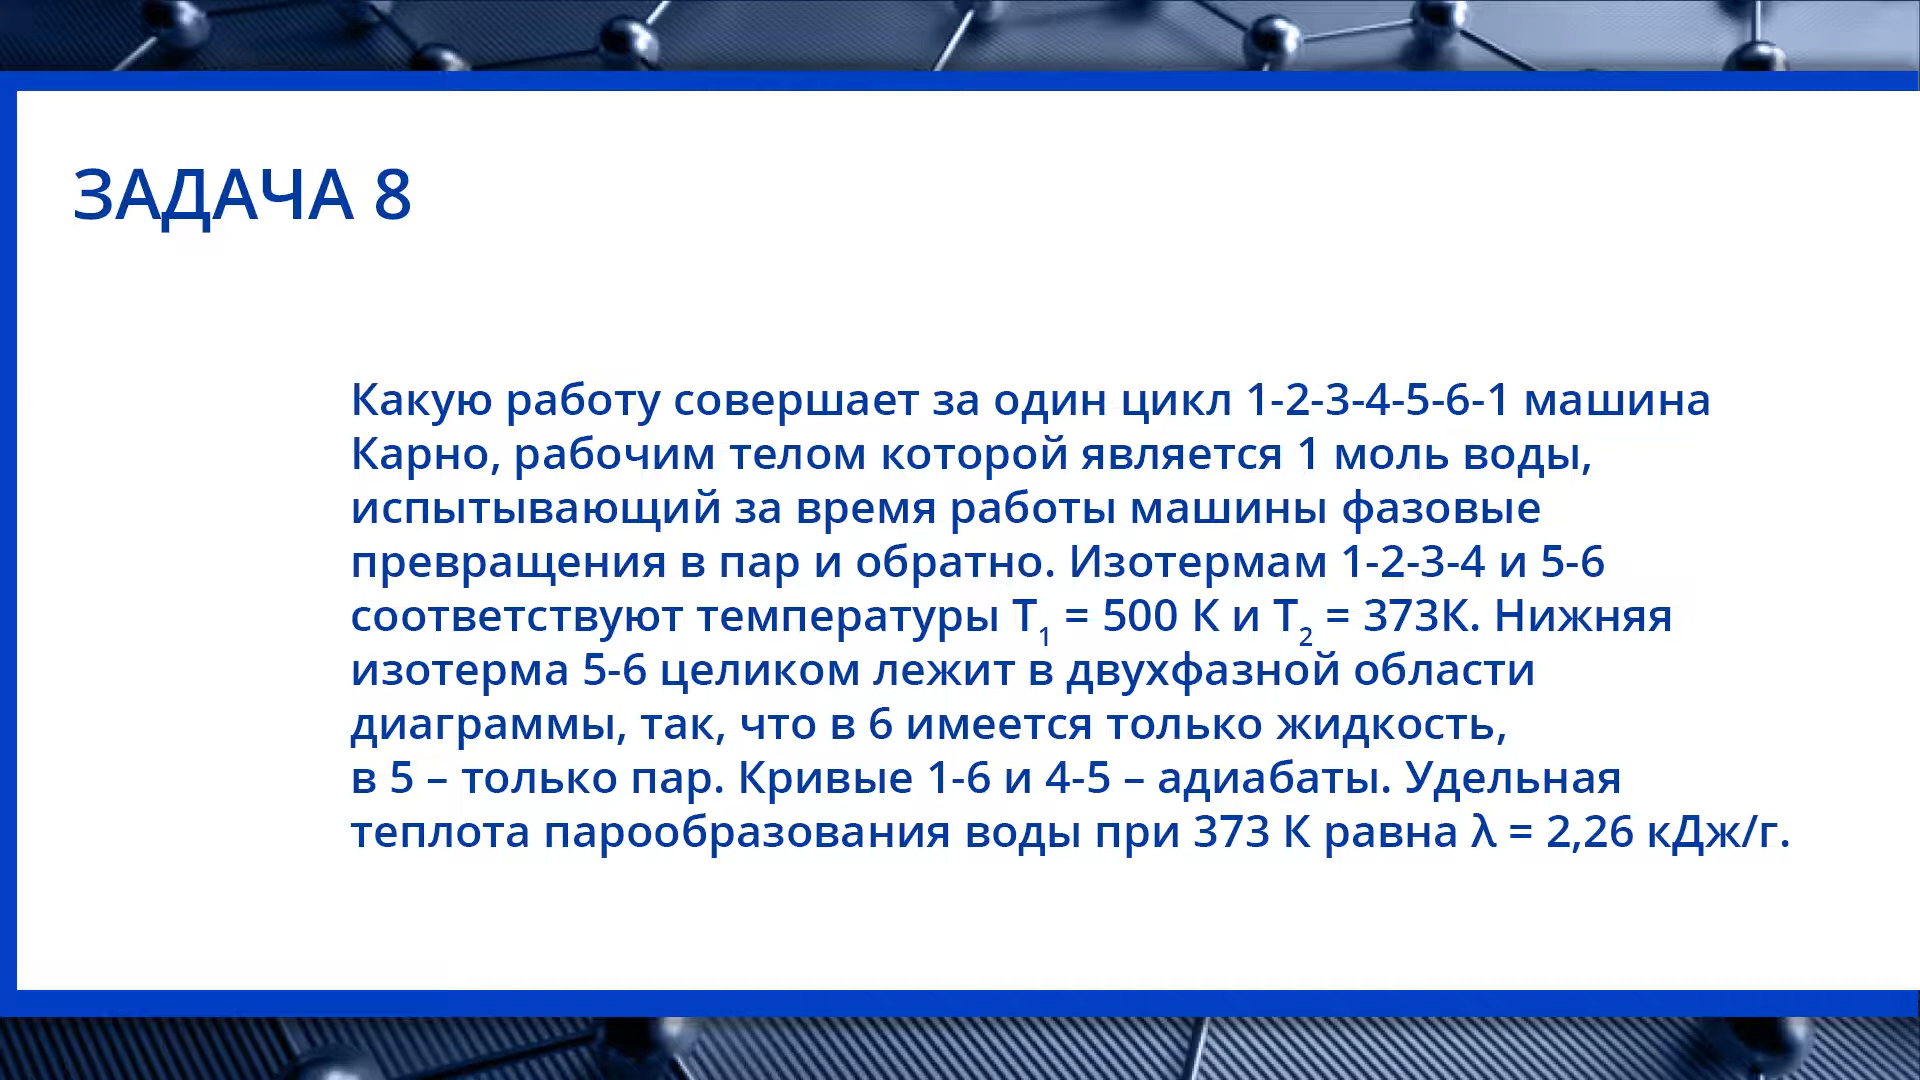 ЗАДАЧА 8
Какую работу совершает за один цикл 1-2-3-4-5-6-1 машина
Карно, рабочим телом которой является 1 моль воды,
испытывающий за время работы машины фазовые
превращения в пар и обратно. Изотермам 1-2-3-4 и 5-6
соответствуют температуры T₁ = 500 К и T₂ = 373К. Нижняя
изотерма 5-6 целиком лежит в двухфазной области
диаграммы, так, что в 6 имеется только жидкость,
в 5 – только пар. Кривые 1-6 и 4-5 – адиабаты. Удельная
теплота парообразования воды при 373 К равна λ = 2,26 кДж/г.